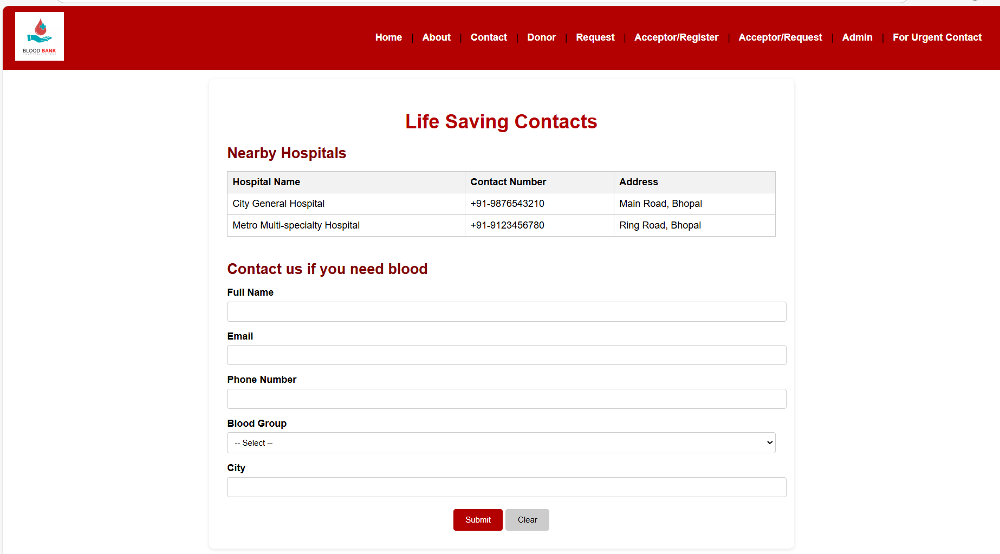 BLOOD BANK
Home | About | Contact | Donor | Request | Acceptor/Register | Acceptor/Request | Admin | For Urgent Contact
Life Saving Contacts
Nearby Hospitals
Hospital Name Contact Number Address
City General Hospital +91-9876543210 Main Road, Bhopal
Metro Multi-specialty Hospital +91-9123456780 Ring Road, Bhopal
Contact us if you need blood
Full Name
Email
Phone Number
Blood Group
-- Select --
City
Submit Clear